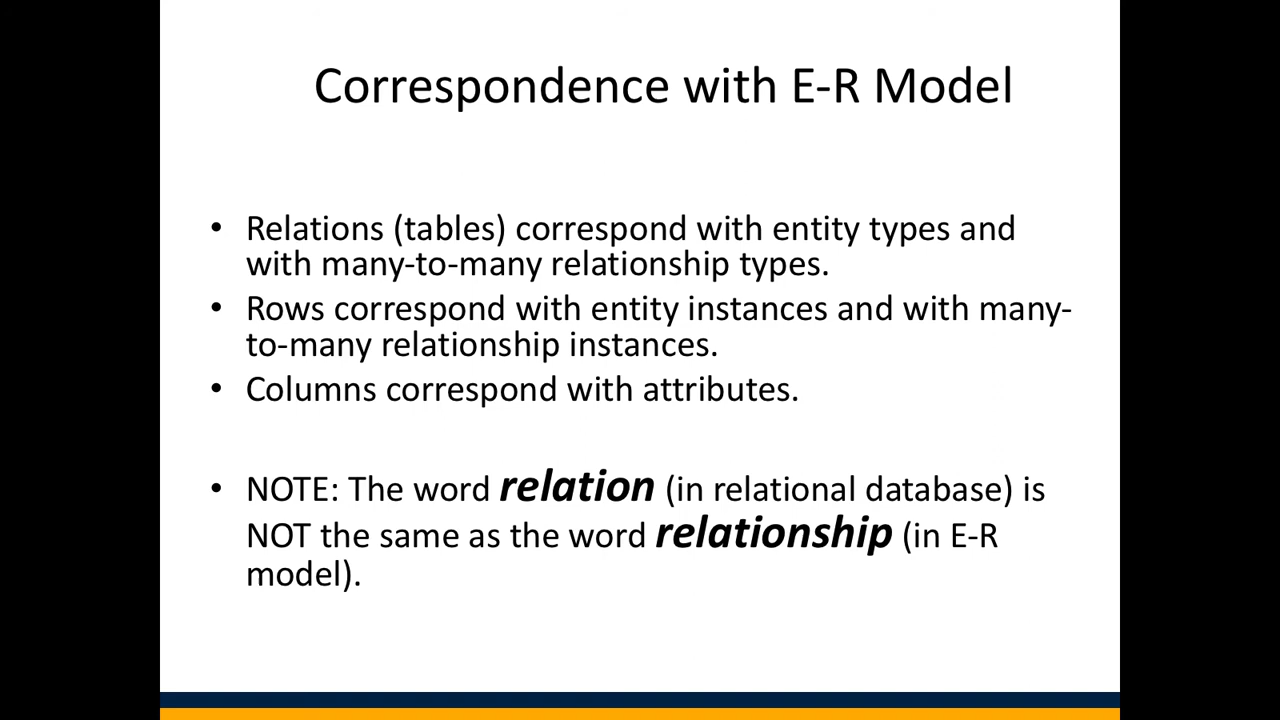 Correspondence with E-R Model
• Relations (tables) correspond with entity types and
with many-to-many relationship types.
• Rows correspond with entity instances and with many-
to-many relationship instances.
• Columns correspond with attributes.
• NOTE: The word relation (in relational database) is
NOT the same as the word relationship (in E-R
model).